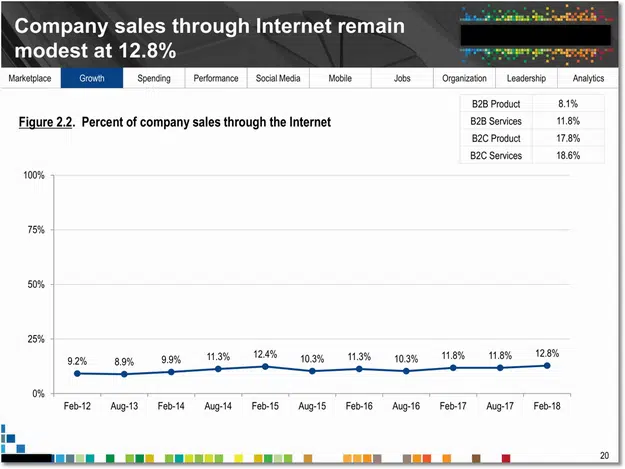 Company sales through Internet remain
modest at 12.8%
Marketplace Growth Spending Performance Social Media Mobile Jobs Organization Leadership Analytics
B2B Product 8.1%
B2B Services 11.8%
B2C Product 17.8%
B2C Services 18.6%
Figure 2.2. Percent of company sales through the Internet
100%
75%
50%
25%
0%
9.2% 8.9% 9.9% 11.3% 12.4% 10.3% 11.3% 10.3% 11.8% 11.8% 12.8%
Feb-12 Aug-13 Feb-14 Aug-14 Feb-15 Aug-15 Feb-16 Aug-16 Feb-17 Aug-17 Feb-18
20